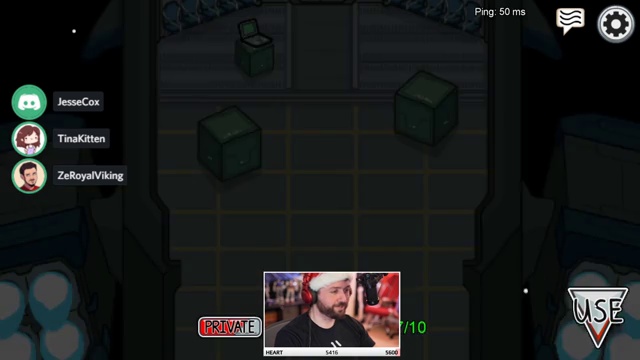 Ping: 50 ms
JesseCox
TinaKitten
ZeRoyalViking
PRIVATE
7/10
HEART 5416 5600
USE